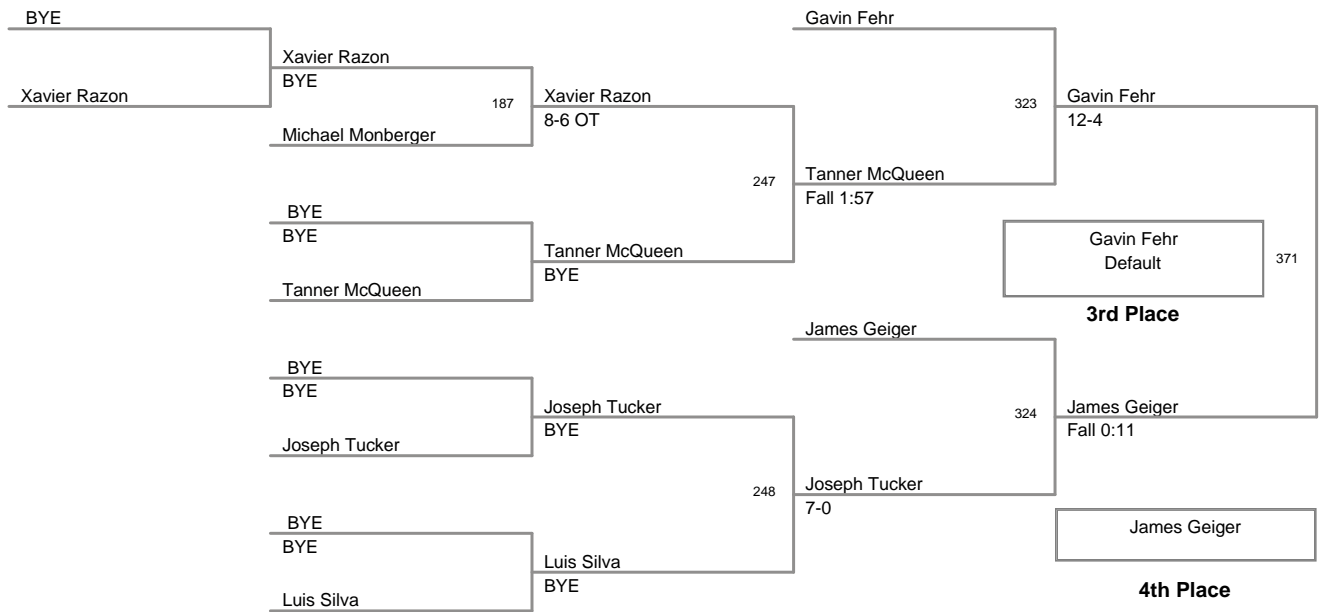 BYE
Gavin Fehr
Xavier Razon
BYE
Xavier Razon
187
Xavier Razon
8-6 OT
323
Gavin Fehr
12-4
Michael Monberger
247
Tanner McQueen
Fall 1:57
BYE
BYE
Tanner McQueen
BYE
Gavin Fehr
Default
371
Tanner McQueen
3rd Place
James Geiger
BYE
BYE
Joseph Tucker
BYE
324
James Geiger
Fall 0:11
Joseph Tucker
248
Joseph Tucker
7-0
BYE
BYE
James Geiger
Luis Silva
BYE
4th Place
Luis Silva